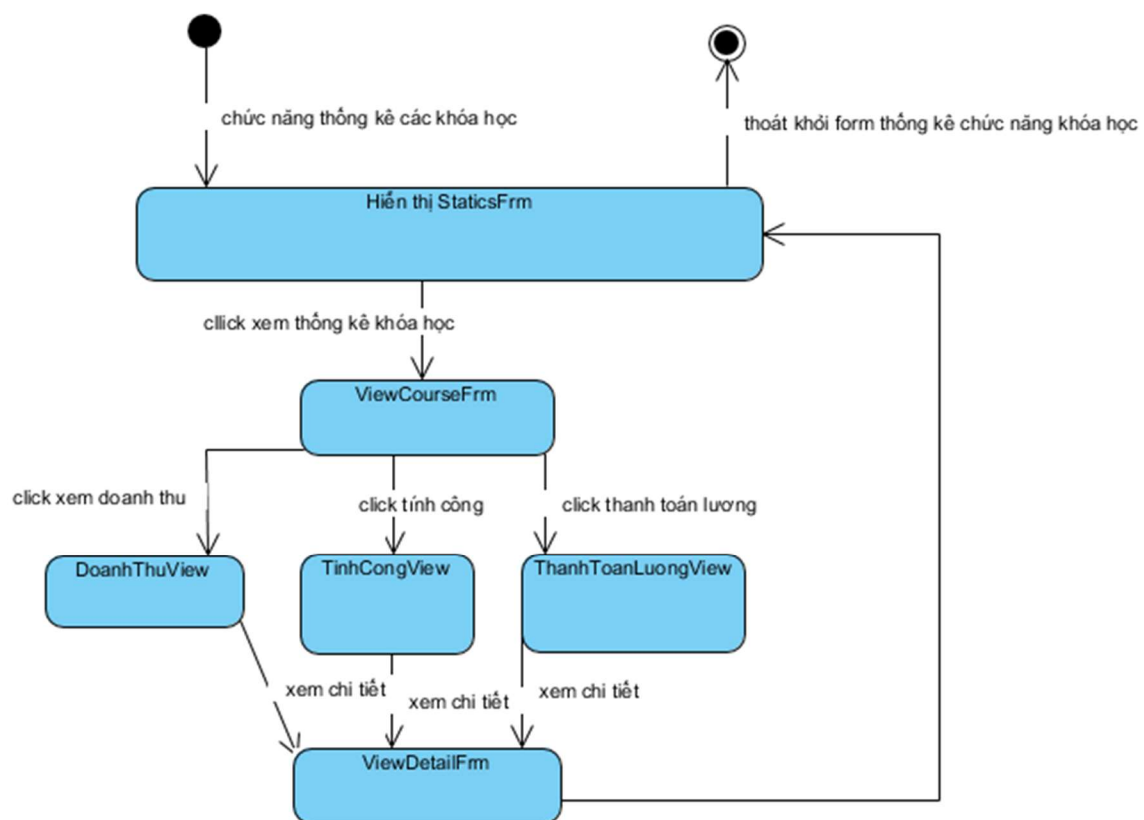 chức năng thống kê các khóa học
thoát khỏi form thống kê chức năng khóa học
Hiển thị StaticsFrm
cllick xem thống kê khóa học
ViewCourseFrm
click xem doanh thu
click tính công
click thanh toán lương
DoanhThuView
TinhCongView
ThanhToanLuongView
xem chi tiết
xem chi tiết
xem chi tiết
ViewDetailFrm